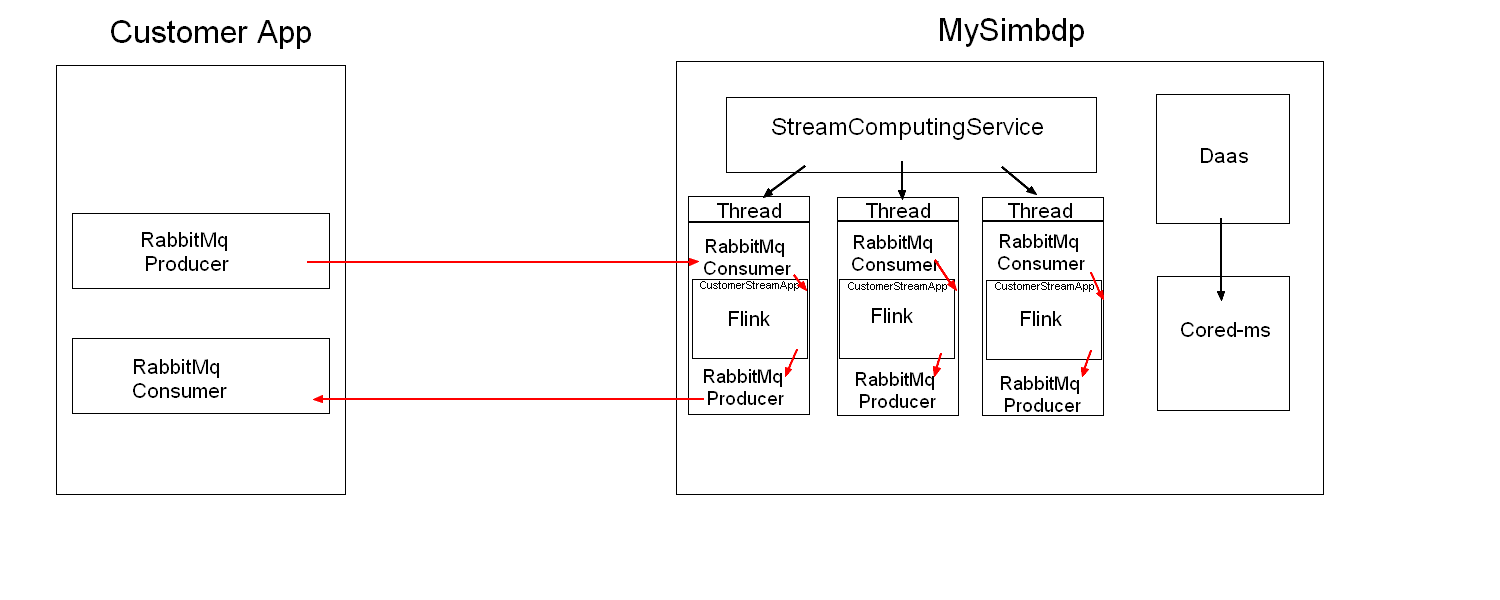 Customer App
MySimbdp
RabbitMq
Producer
RabbitMq
Consumer
StreamComputingService
Thread
RabbitMq
Consumer
CustomerStreamApp
Flink
RabbitMq
Producer
Thread
RabbitMq
Consumer
CustomerStreamApp
Flink
RabbitMq
Producer
Thread
RabbitMq
Consumer
CustomerStreamApp
Flink
RabbitMq
Producer
Daas
Cored-ms